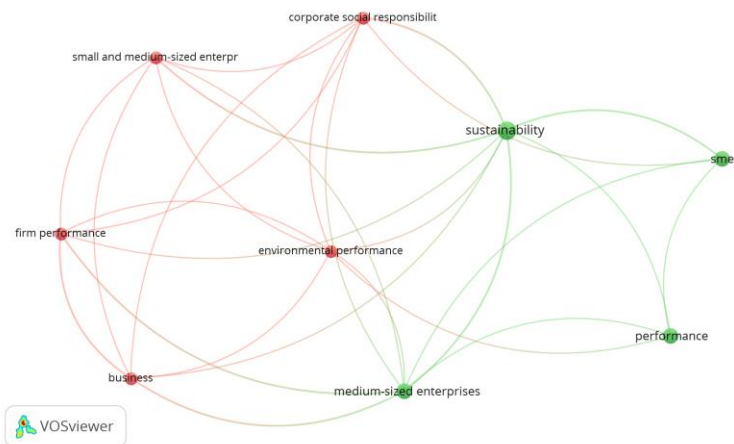 corporate social responsibilit
small and medium-sized enterpr
sustainability
sme
firm performance
environmental performance
performance
business
medium-sized enterprises
VOSviewer